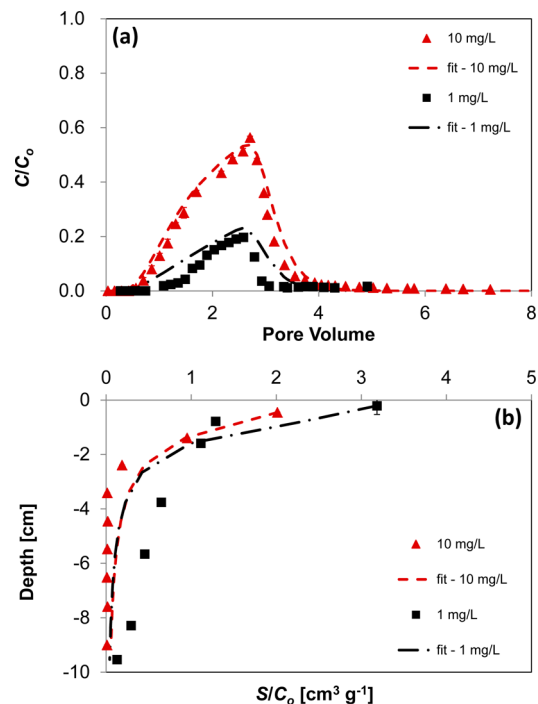 (a)
1.0
0.8
0.6
0.4
0.2
0.0
C/Co
10 mg/L
fit - 10 mg/L
1 mg/L
fit - 1 mg/L
0 2 4 6 8
Pore Volume
0 1 2 3 4 5
(b)
0
-2
-4
-6
-8
-10
Depth [cm]
10 mg/L
fit - 10 mg/L
1 mg/L
fit - 1 mg/L
S/Co [cm³ g⁻¹]